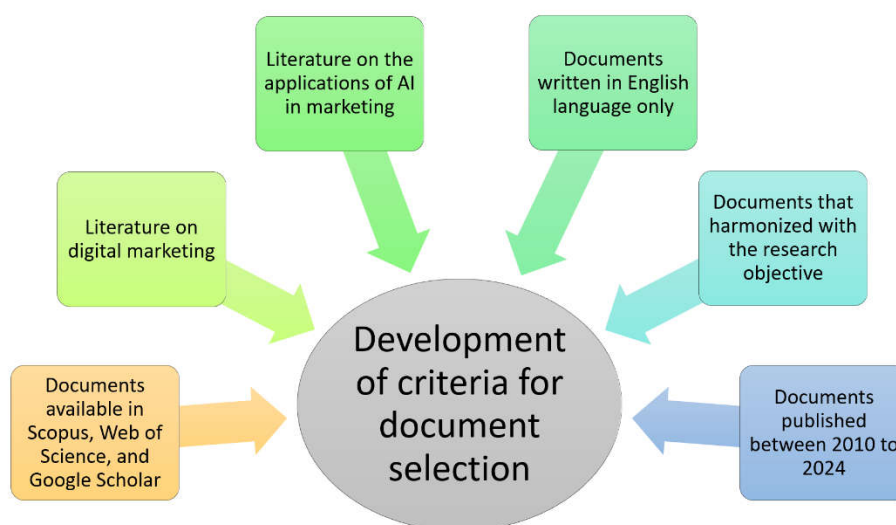 Literature on the
applications of AI
in marketing
Documents
written in English
language only
Literature on
digital marketing
Documents that
harmonized with
the research
objective
Documents
available in
Scopus, Web of
Science, and
Google Scholar
Development
of criteria for
document
selection
Documents
published
between 2010 to
2024